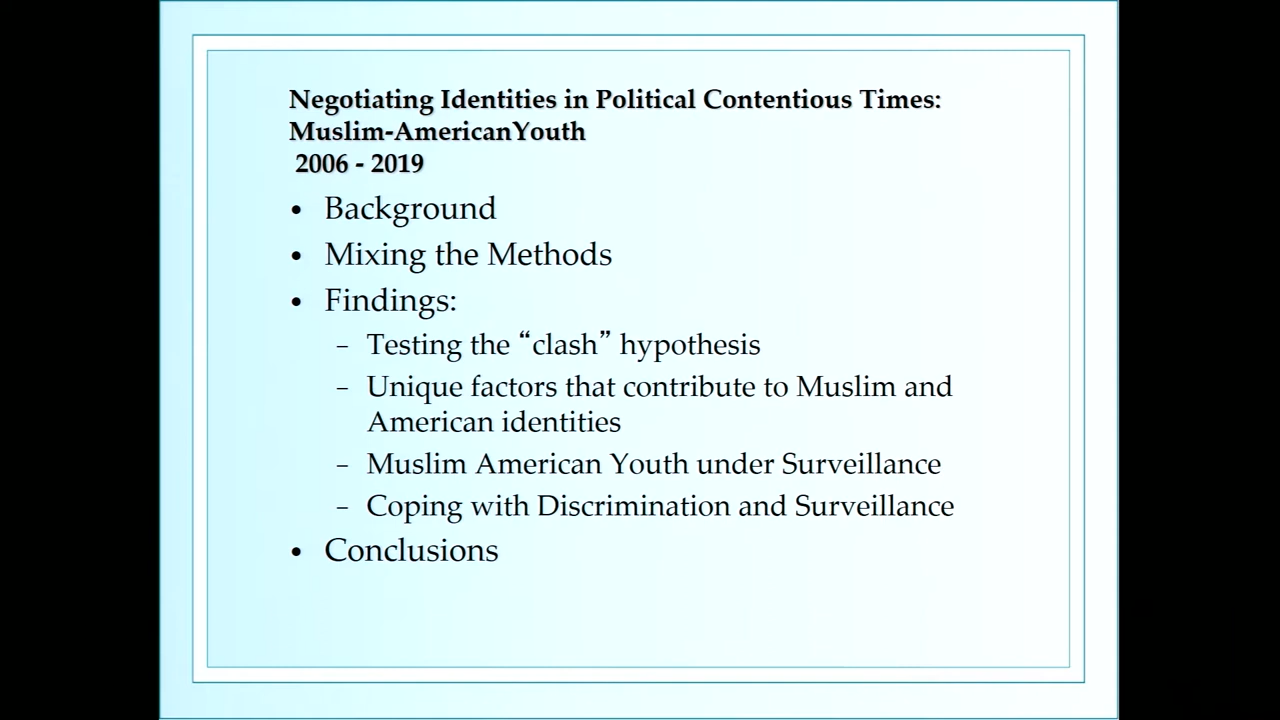 Negotiating Identities in Political Contentious Times:
Muslim-AmericanYouth
2006 - 2019
• Background
• Mixing the Methods
• Findings:
– Testing the “clash” hypothesis
– Unique factors that contribute to Muslim and
American identities
– Muslim American Youth under Surveillance
– Coping with Discrimination and Surveillance
• Conclusions